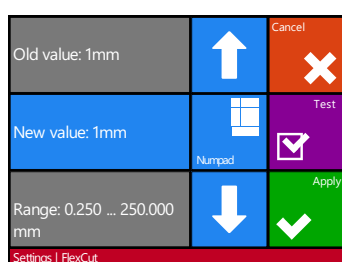 Old value: 1mm
Cancel
New value: 1mm
Numpad
Test
Range: 0.250 ... 250.000
mm
Apply
Settings | FlexCut